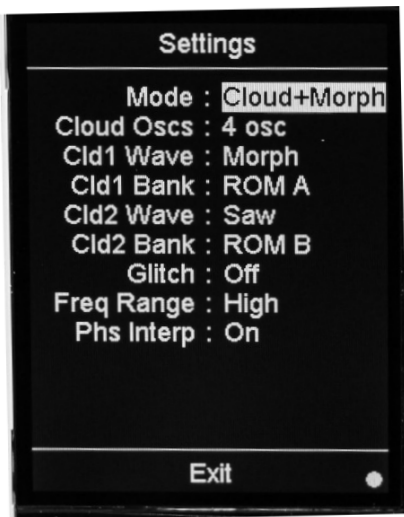 Settings
Mode : Cloud+Morph
Cloud Oscs : 4 osc
Cld1 Wave : Morph
Cld1 Bank : ROM A
Cld2 Wave : Saw
Cld2 Bank : ROM B
Glitch : Off
Freq Range : High
Phs Interp : On
Exit